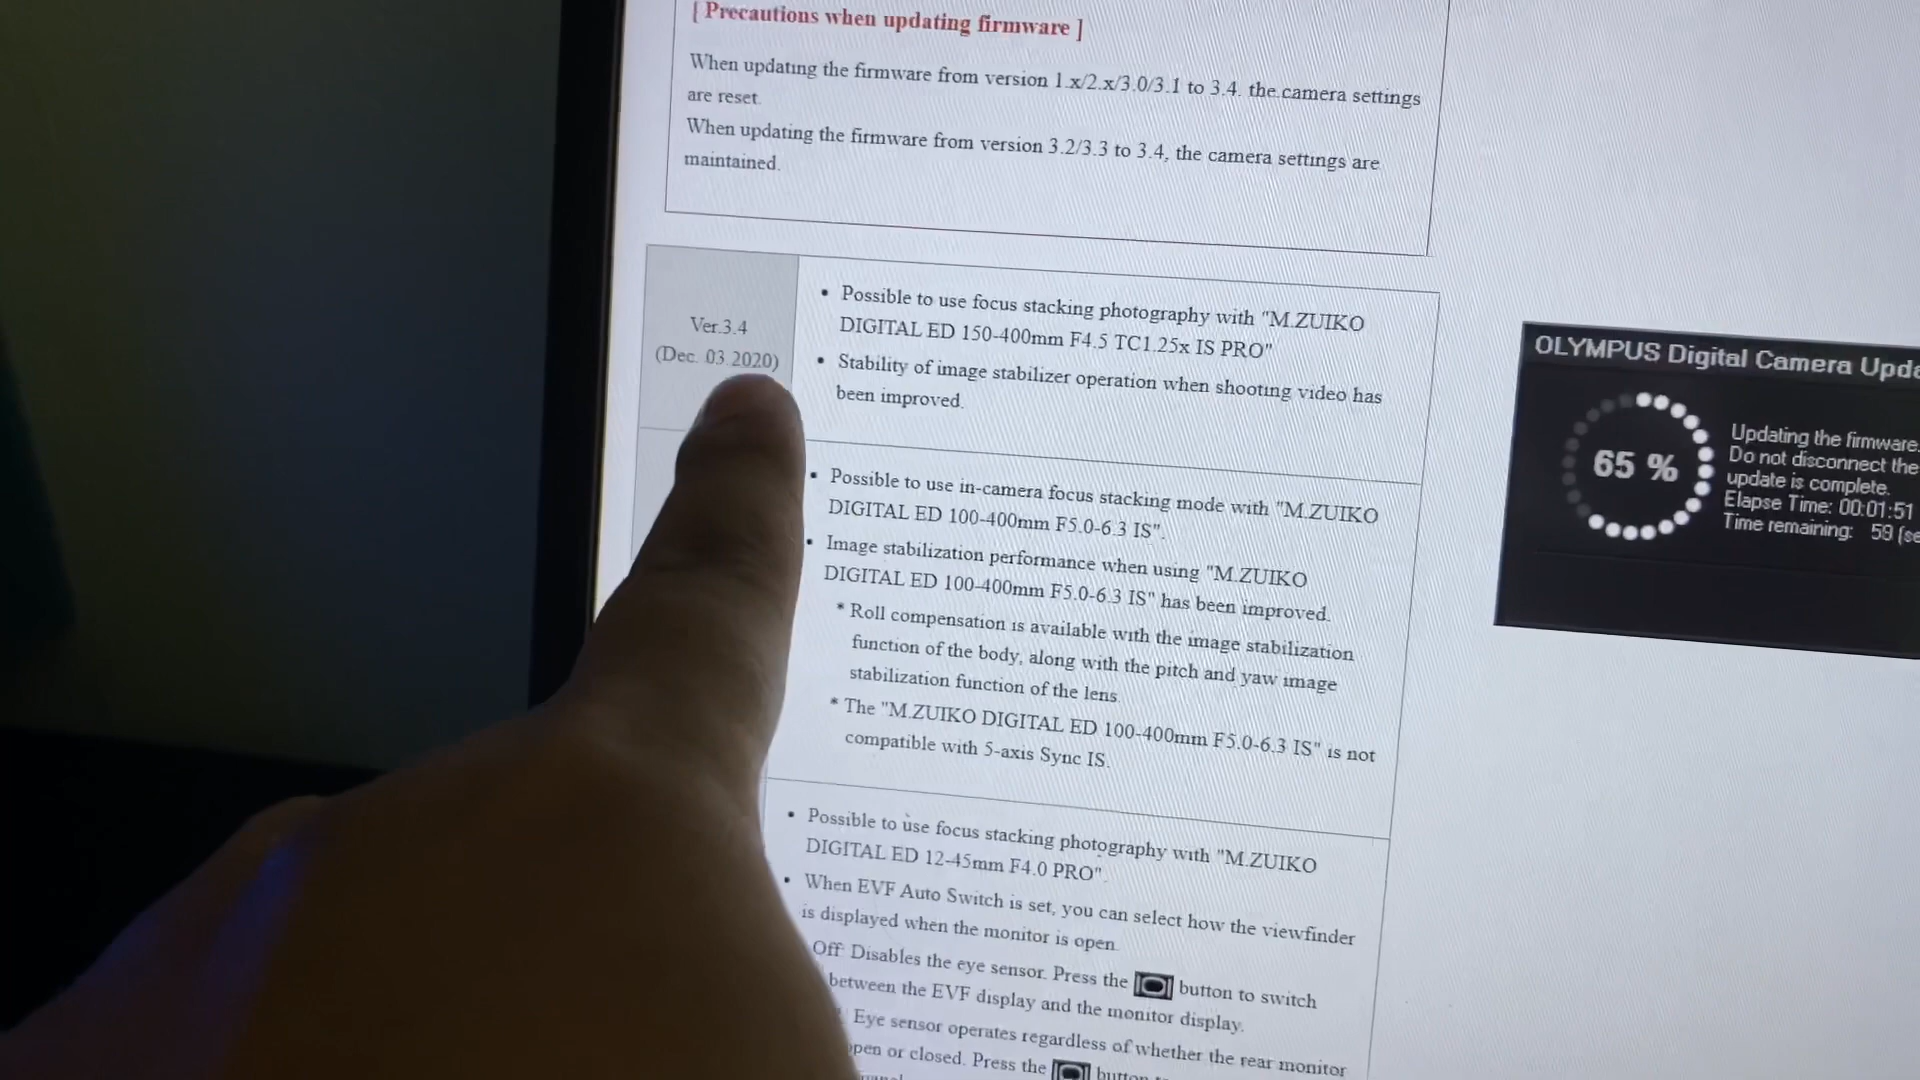 [ Precautions when updating firmware ]
When updating the firmware from version 1.x/2.x/3.0/3.1 to 3.4. the camera settings
are reset.
When updating the firmware from version 3.2/3.3 to 3.4, the camera settings are
maintained.
Ver.3.4
(Dec. 03 2020)
• Possible to use focus stacking photography with "M.ZUIKO
DIGITAL ED 150-400mm F4.5 TC1.25x IS PRO"
• Stability of image stabilizer operation when shooting video has
been improved.
• Possible to use in-camera focus stacking mode with "M.ZUIKO
DIGITAL ED 100-400mm F5.0-6.3 IS".
• Image stabilization performance when using "M.ZUIKO
DIGITAL ED 100-400mm F5.0-6.3 IS" has been improved.
* Roll compensation is available with the image stabilization
function of the body, along with the pitch and yaw image
stabilization function of the lens.
* The "M.ZUIKO DIGITAL ED 100-400mm F5.0-6.3 IS" is not
compatible with 5-axis Sync IS.
• Possible to use focus stacking photography with "M.ZUIKO
DIGITAL ED 12-45mm F4.0 PRO".
• When EVF Auto Switch is set, you can select how the viewfinder
is displayed when the monitor is open.
Off: Disables the eye sensor. Press the button to switch
between the EVF display and the monitor display.
Eye sensor operates regardless of whether the rear monitor
open or closed. Press the
OLYMPUS Digital Camera
65 %
Updating the firmware.
Do not disconnect the
update is complete.
Elapse Time: 00:01:51
Time remaining: 59